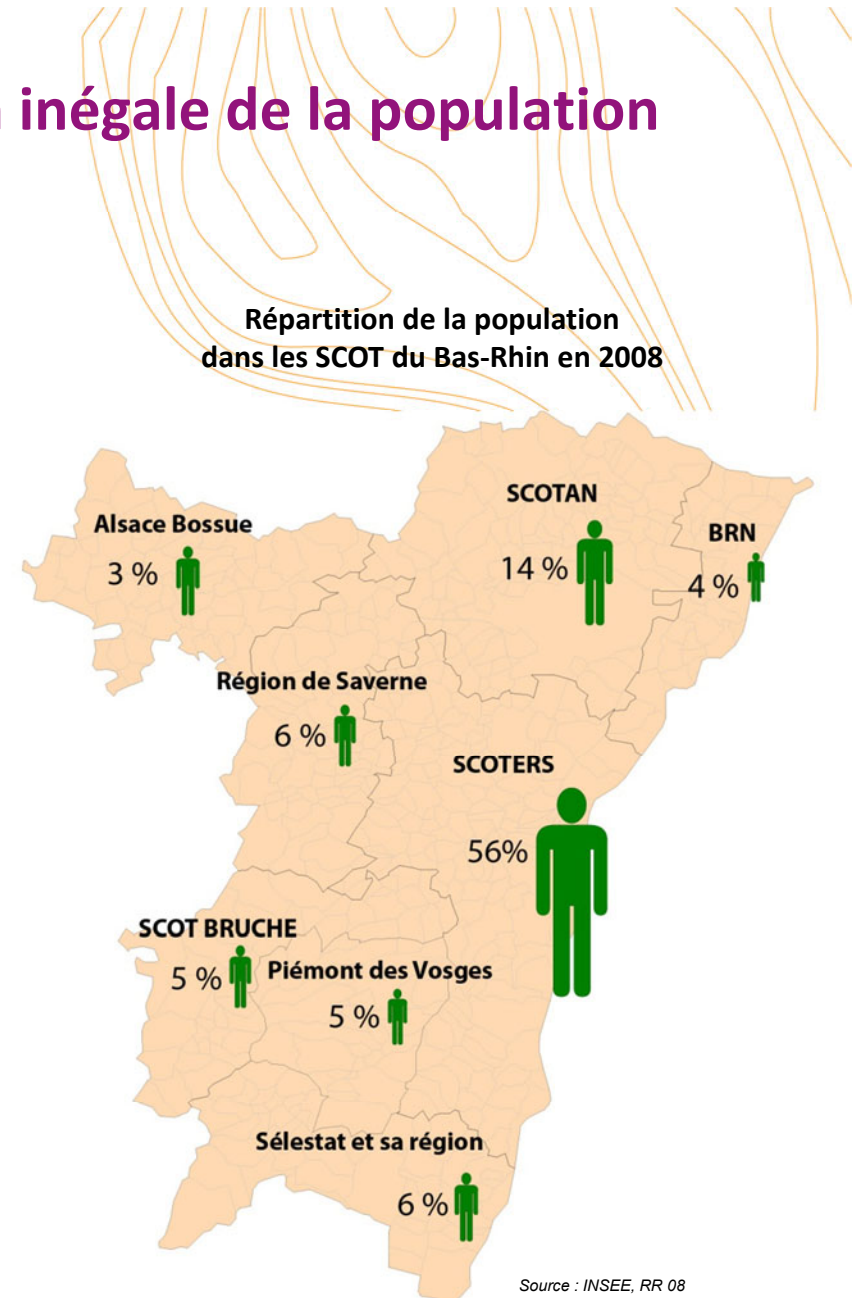 inégale de la population
Répartition de la population
dans les SCOT du Bas-Rhin en 2008
SCOTAN
14 %
BRN
4 %
Alsace Bossue
3 %
Région de Saverne
6 %
SCOTERS
56%
SCOT BRUCHE
5 %
Piémont des Vosges
5 %
Sélestat et sa région
6 %
Source : INSEE, RR 08